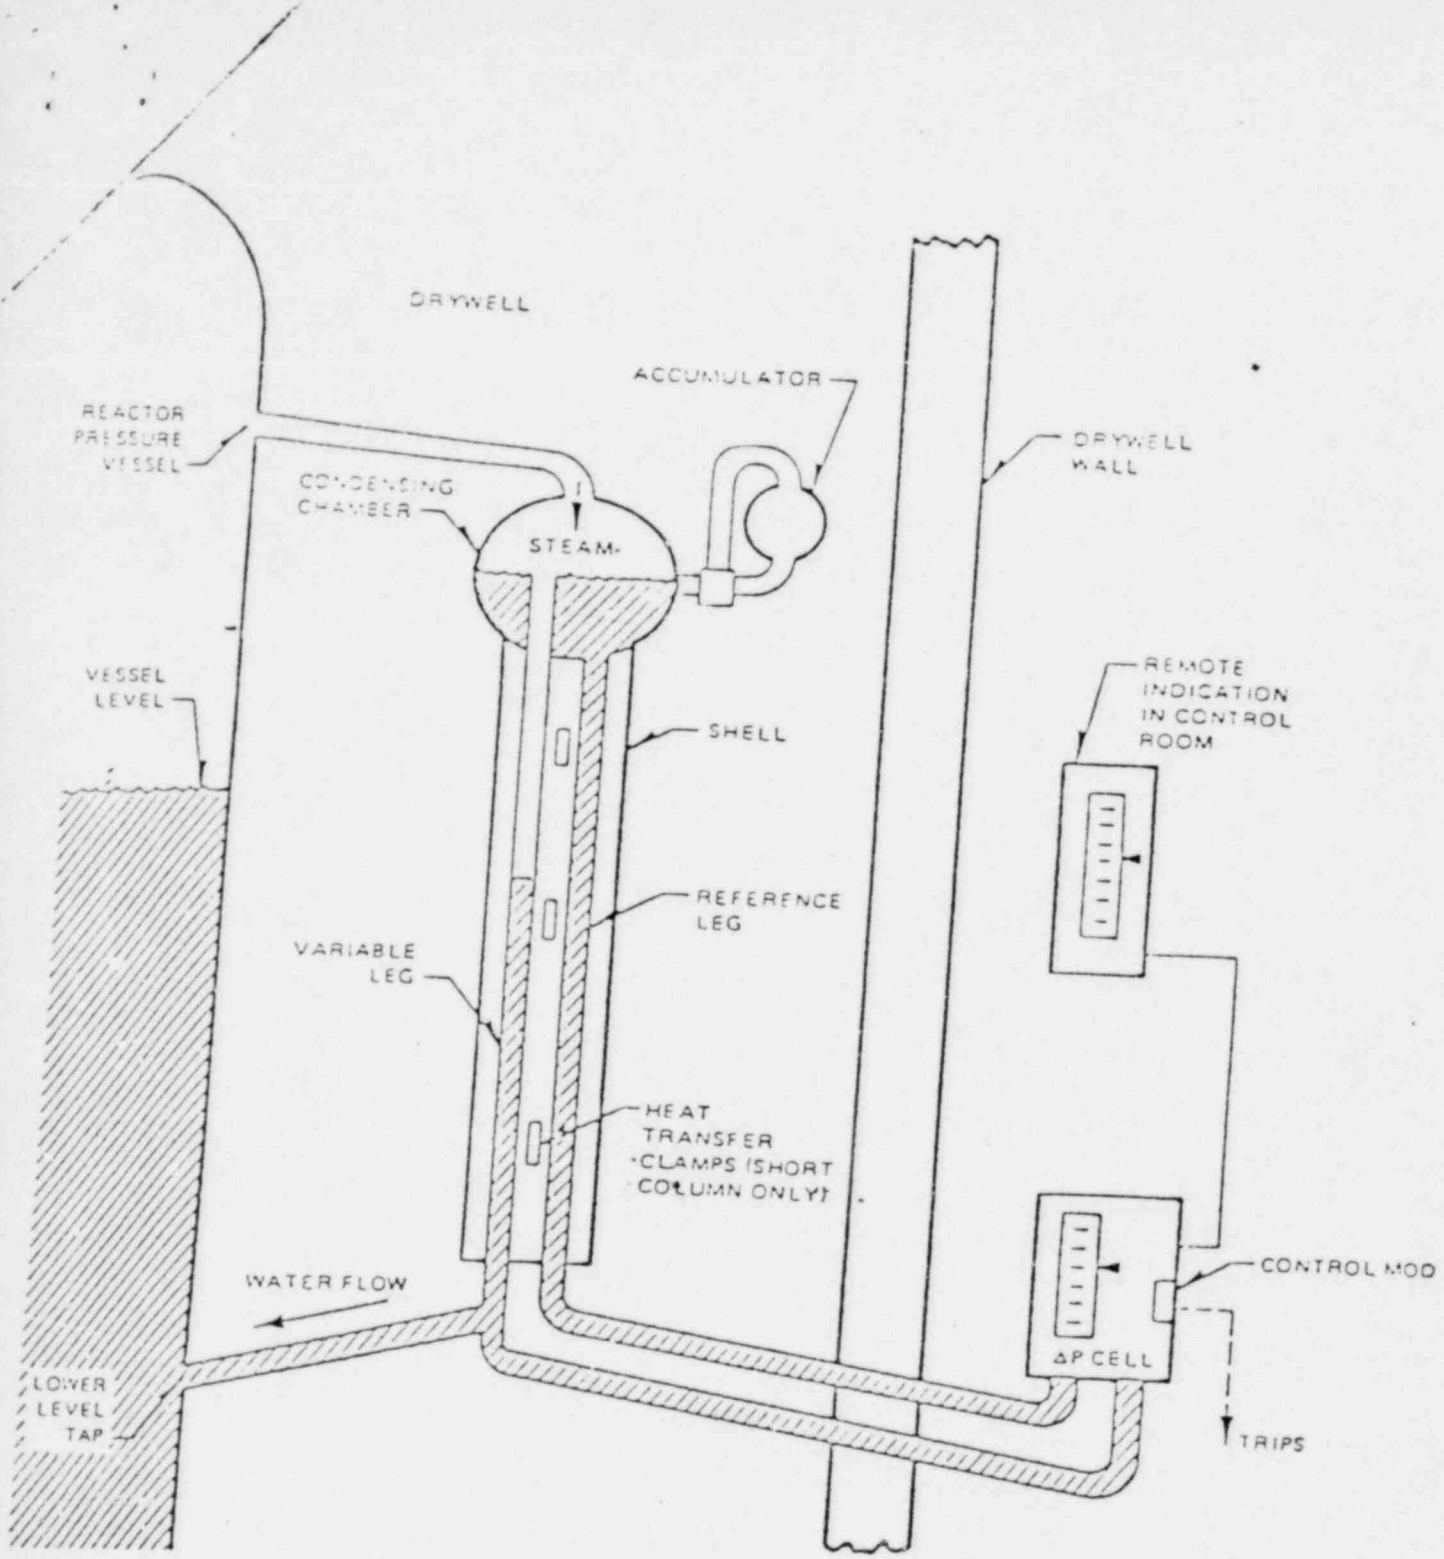 DRYWELL
ACCUMULATOR
REACTOR
PRESSURE
VESSEL
DRYWELL
WALL
CONDENSING
CHAMBER
STEAM
VESSEL
LEVEL
REMOTE
INDICATION
IN CONTROL
ROOM
SHELL
REFERENCE
LEG
VARIABLE
LEG
HEAT
TRANSFER
CLAMPS (SHORT
COLUMN ONLY)
WATER FLOW
CONTROL MOD
ΔP CELL
LOWER
LEVEL
TAP
TRIPS